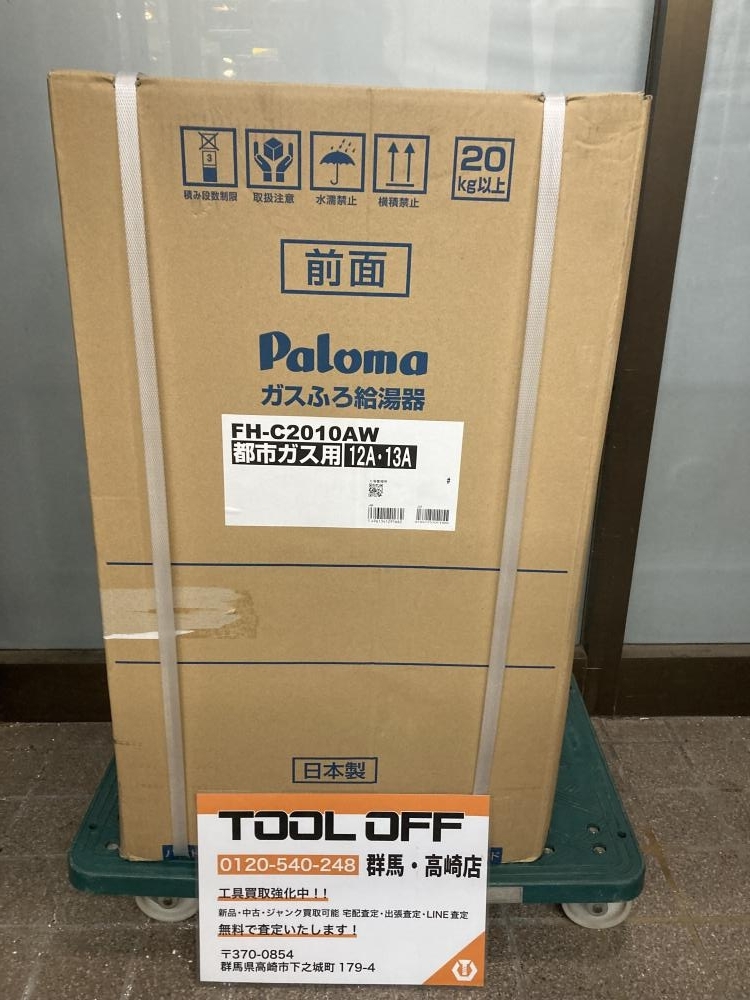 3
積み段数制限 取扱注意 水濡禁止 横積禁止
20
kg以上
前面
Paloma
ガスふろ給湯器
FH-C2010AW
都市ガス用 12A・13A
#
日本製
TOOL OFF
0120-540-248 群馬・高崎店
工具買取強化中！！
新品・中古・ジャンク買取可能 宅配査定・出張査定・LINE査定
無料で査定いたします！
〒370-0854
群馬県高崎市下之城町 179-4